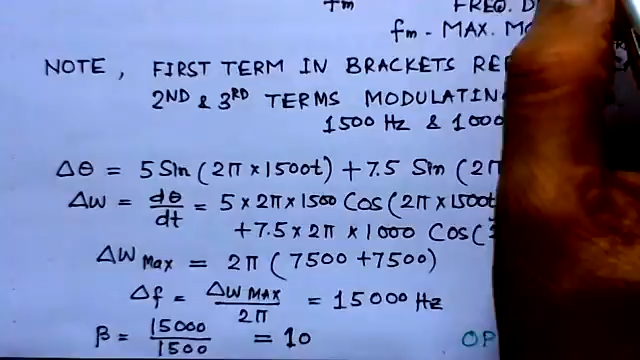 fm FREQ. D
fm - MAX. MO
NOTE, FIRST TERM IN BRACKETS RE
2ND & 3RD TERMS MODULATIN
1500 Hz & 1000
Δθ = 5 Sin (2π × 1500t) + 7.5 Sin (2π
Δw = dθ/dt = 5 × 2π × 1500 Cos (2π × 1500t
+ 7.5 × 2π × 1000 Cos (
Δw Max = 2π ( 7500 + 7500)
Δf = Δw MAX / 2π = 15000 Hz
β = 15000 / 1500 = 10
OP